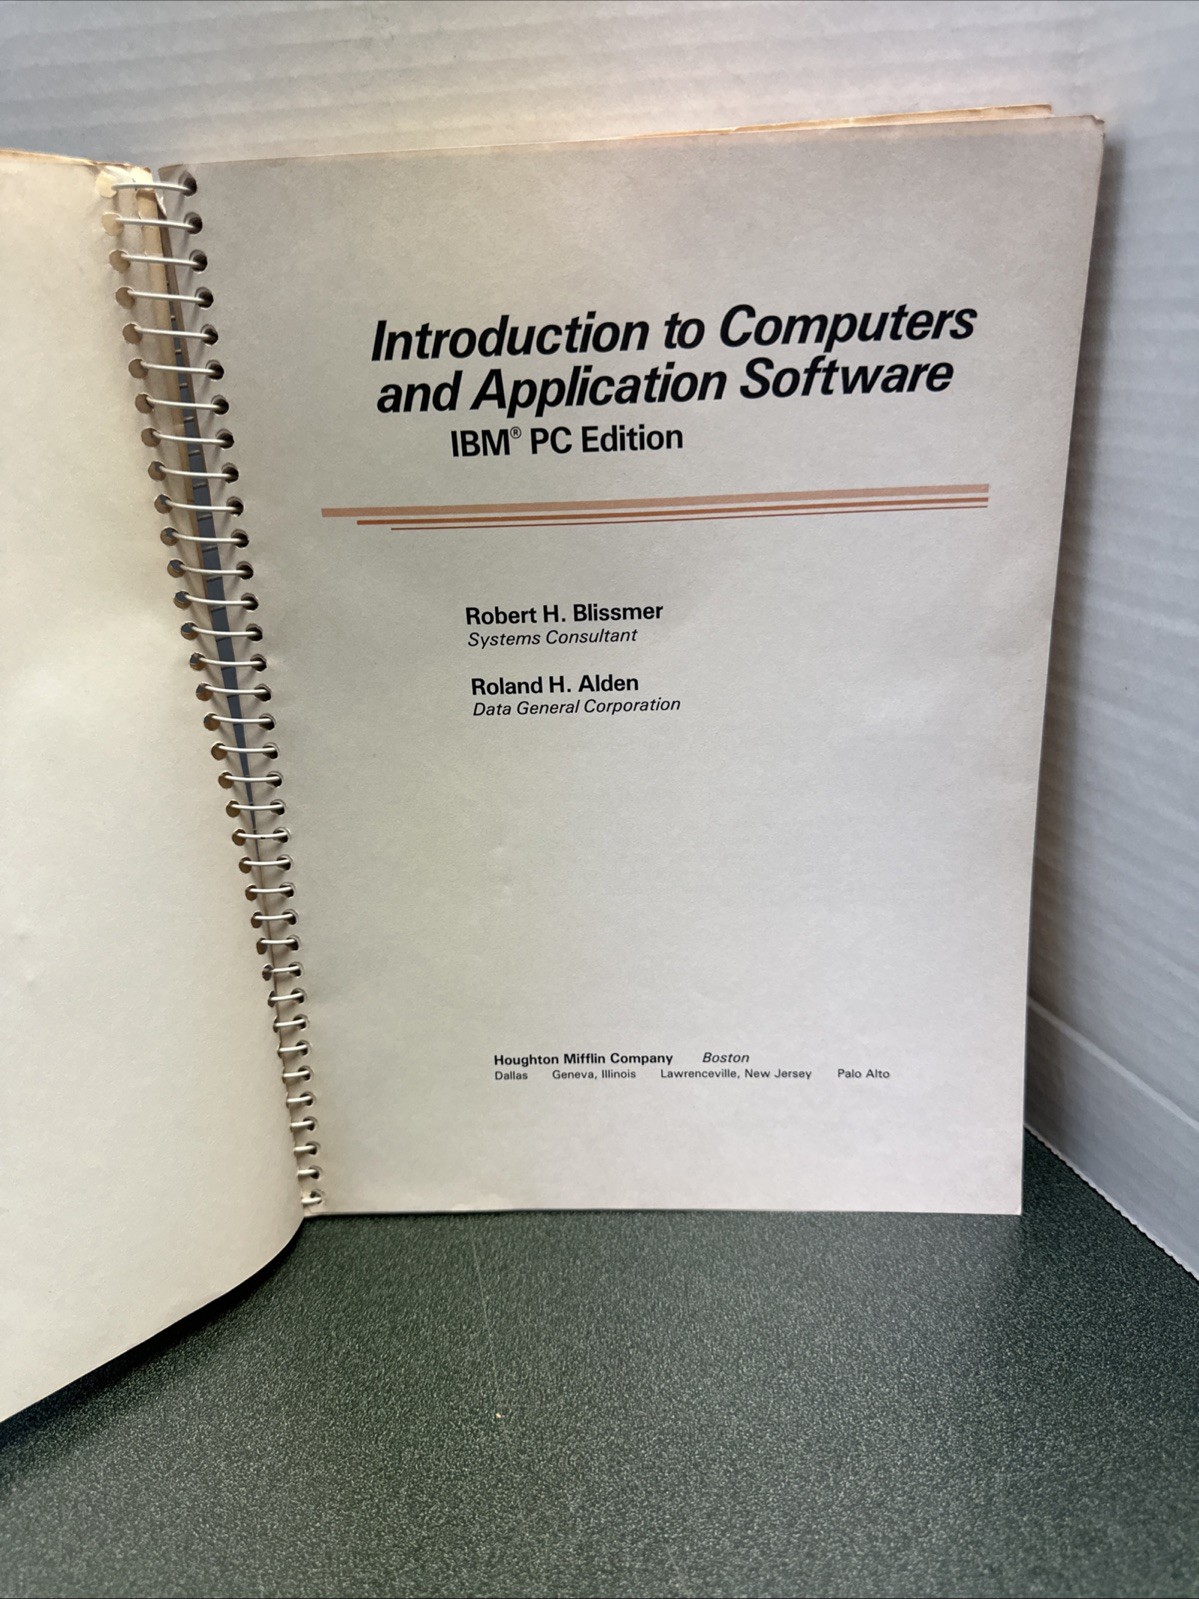 Introduction to Computers
and Application Software
IBM® PC Edition
Robert H. Blissmer
Systems Consultant
Roland H. Alden
Data General Corporation
Houghton Mifflin Company Boston
Dallas Geneva, Illinois Lawrenceville, New Jersey Palo Alto